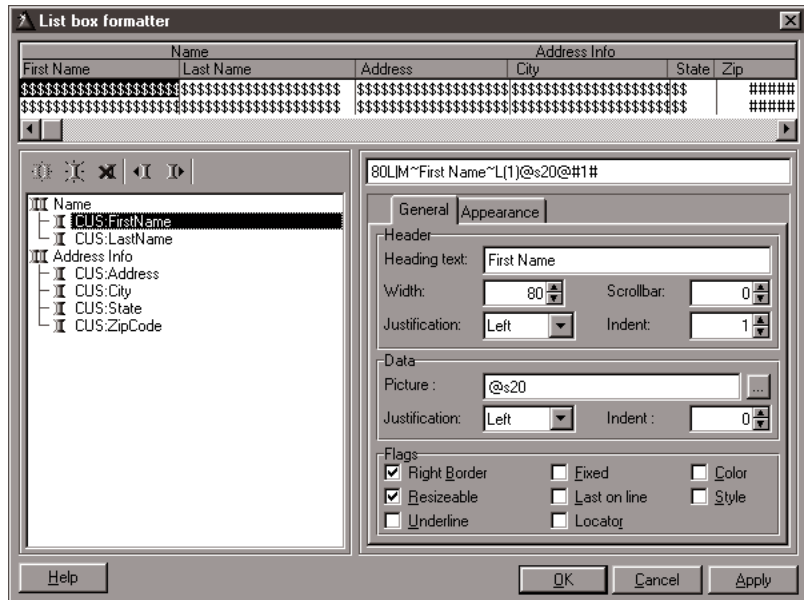 List box formatter
Name Address Info
First Name Last Name Address City State Zip
$$$$$$$$$$$$$$$$$$$$ $$$$$$$$$$$$$$$$$$$$ $$$$$$$$$$$$$$$$$$$$ $$$$$$$$$$$$$$$$$$$$ $$ #####
$$$$$$$$$$$$$$$$$$$$ $$$$$$$$$$$$$$$$$$$$ $$$$$$$$$$$$$$$$$$$$ $$$$$$$$$$$$$$$$$$$$ $$ #####
80L|M~First Name~L(1)@s20@#1#
Name
CUS:FirstName
CUS:LastName
Address Info
CUS:Address
CUS:City
CUS:State
CUS:ZipCode
General Appearance
Header
Heading text: First Name
Width: 80 Scrollbar: 0
Justification: Left Indent: 1
Data
Picture : @s20 ...
Justification: Left Indent : 0
Flags
Right Border Fixed Color
Resizeable Last on line Style
Underline Locator
Help OK Cancel Apply